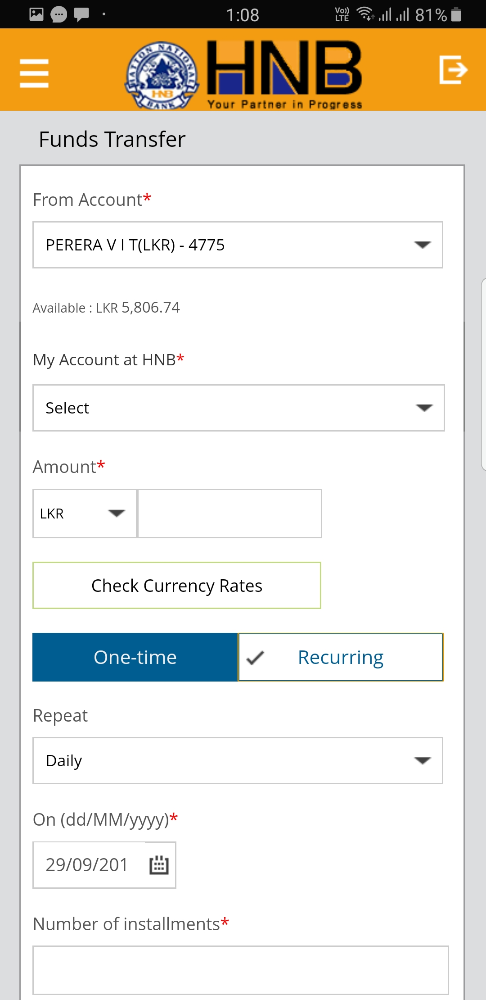 1:08
Vo)) LTE
81%
HATTON NATIONAL
HNB
BANK
HNB
Your Partner in Progress
Funds Transfer
From Account*
PERERA V I T(LKR) - 4775
Available : LKR 5,806.74
My Account at HNB*
Select
Amount*
LKR
Check Currency Rates
One-time
Recurring
Repeat
Daily
On (dd/MM/yyyy)*
29/09/201
Number of installments*